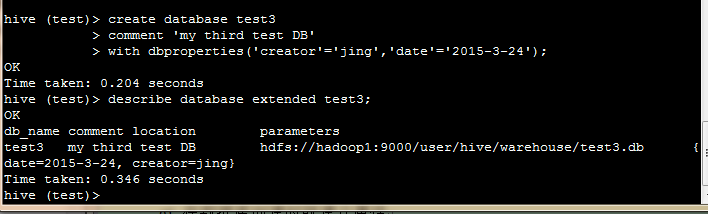 hive (test)> create database test3
> comment 'my third test DB'
> with dbproperties('creator'='jing','date'='2015-3-24');
OK
Time taken: 0.204 seconds
hive (test)> describe database extended test3;
OK
db_name comment location parameters
test3 my third test DB hdfs://hadoop1:9000/user/hive/warehouse/test3.db {
date=2015-3-24, creator=jing}
Time taken: 0.346 seconds
hive (test)>